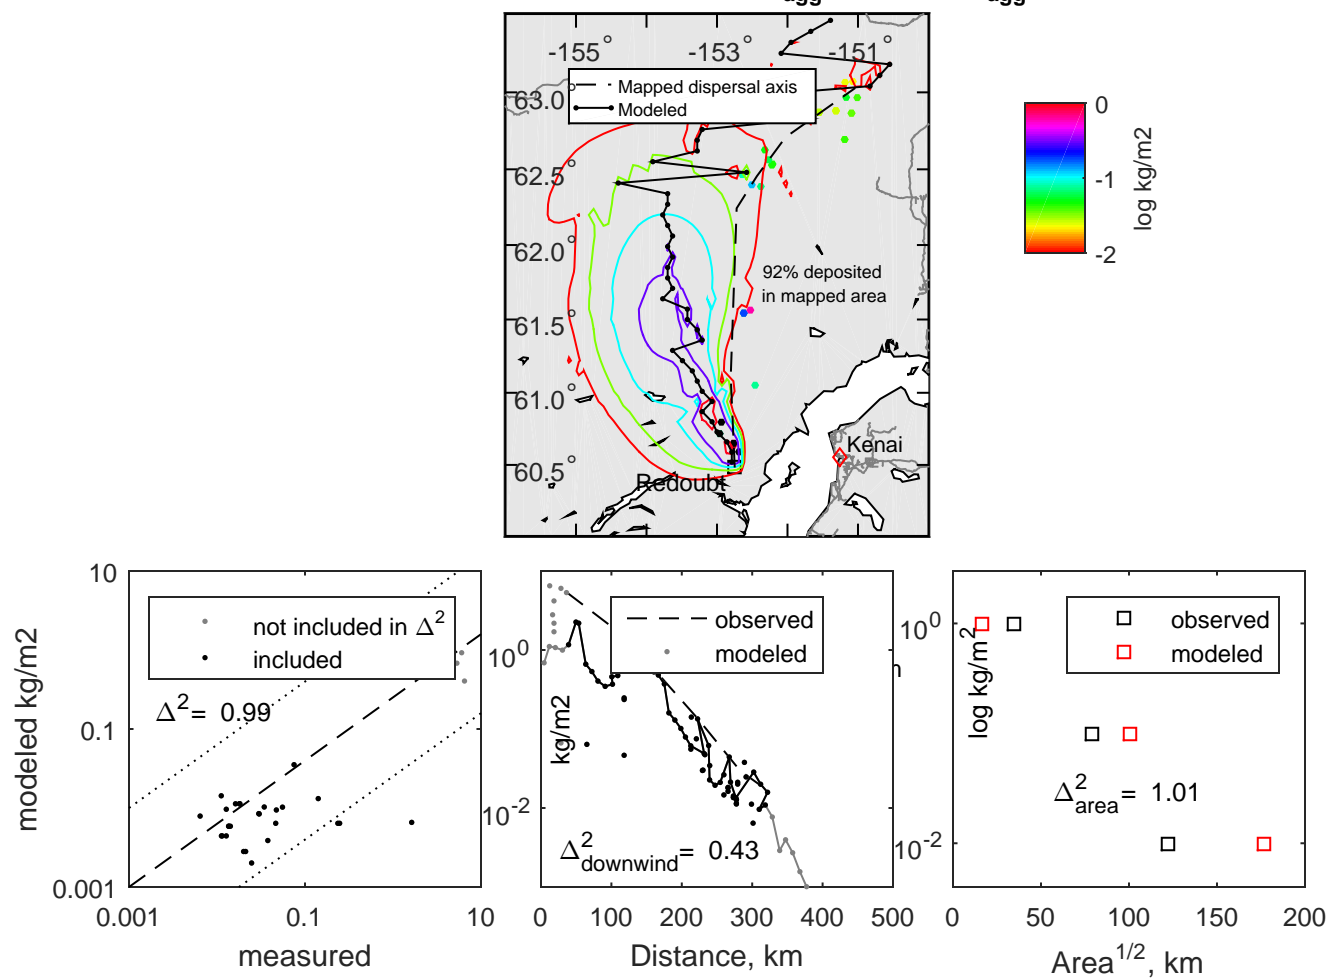 agg agg
-155° -153° -151°
Mapped dispersal axis
Modeled
63.0°
62.5°
62.0°
61.5°
61.0°
60.5°
92% deposited
in mapped area
Kenai
Redoubt
0
-1
-2
log kg/m2
10
0.1
0.001
modeled kg/m2
not included in Δ²
included
Δ²= 0.99
0.001 0.1 10
measured
10⁰
10⁻²
kg/m2
observed
modeled
Δ²downwind= 0.43
0 100 200 300 400 500
Distance, km
10⁰
10⁻²
log kg/m²
observed
modeled
Δ²area= 1.01
0 50 100 150 200
Area¹/², km